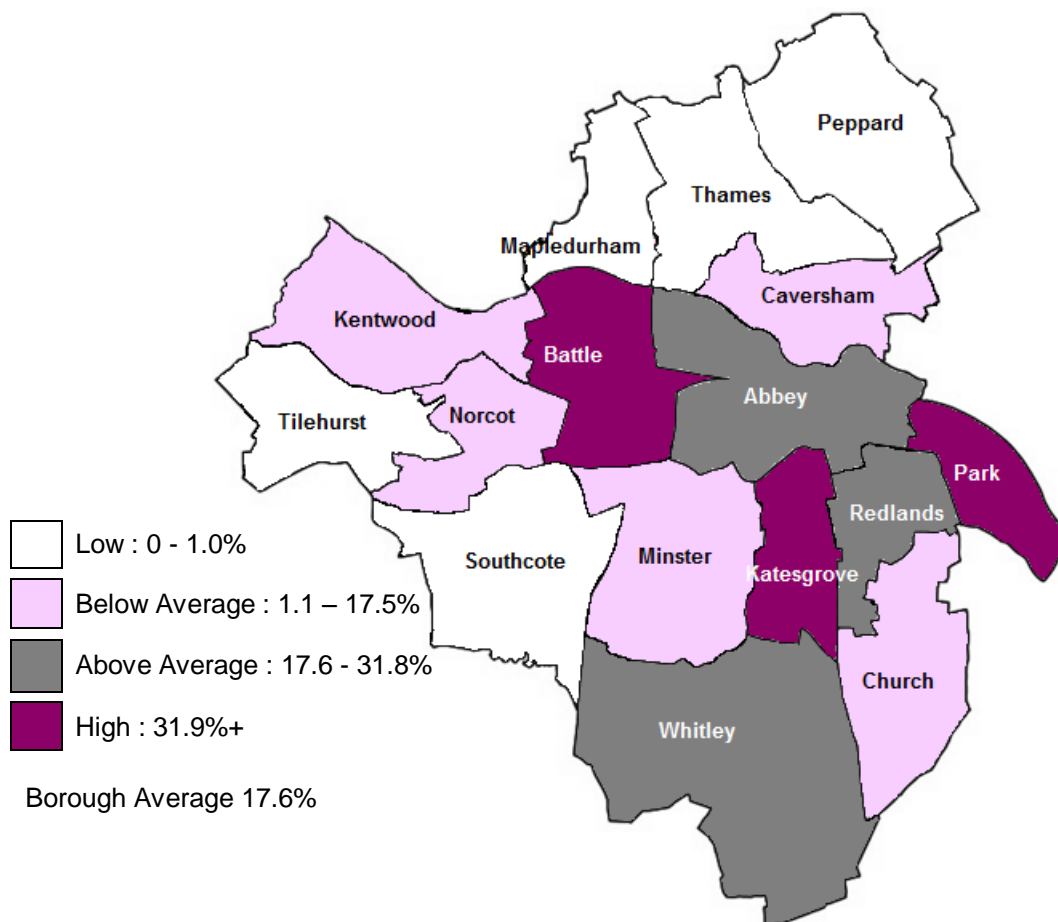 Peppard
Thames
Mapledurham
Caversham
Kentwood
Battle
Abbey
Norcot
Tilehurst
Park
Redlands
Southcote
Minster
Katesgrove
Church
Whitley
Low : 0 - 1.0%
Below Average : 1.1 – 17.5%
Above Average : 17.6 - 31.8%
High : 31.9%+
Borough Average 17.6%